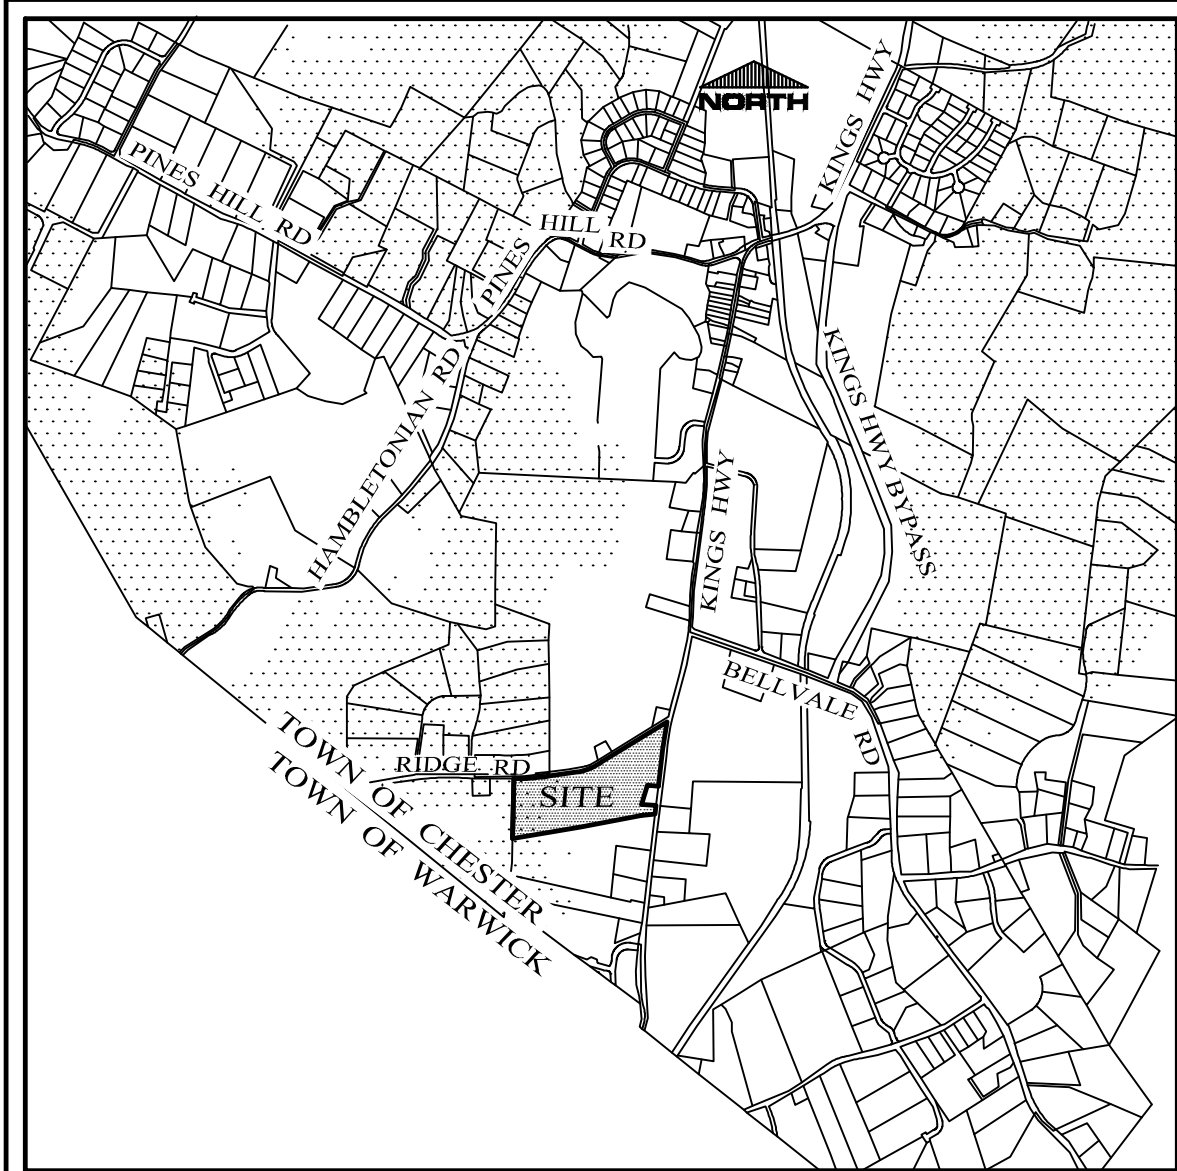 NORTH
KINGS HWY
PINES HILL RD
PINES HILL RD
KINGS HWY BYPASS
HAMBLETONIAN RD
KINGS HWY
BELLVALE RD
RIDGE RD
SITE
TOWN OF CHESTER
TOWN OF WARWICK